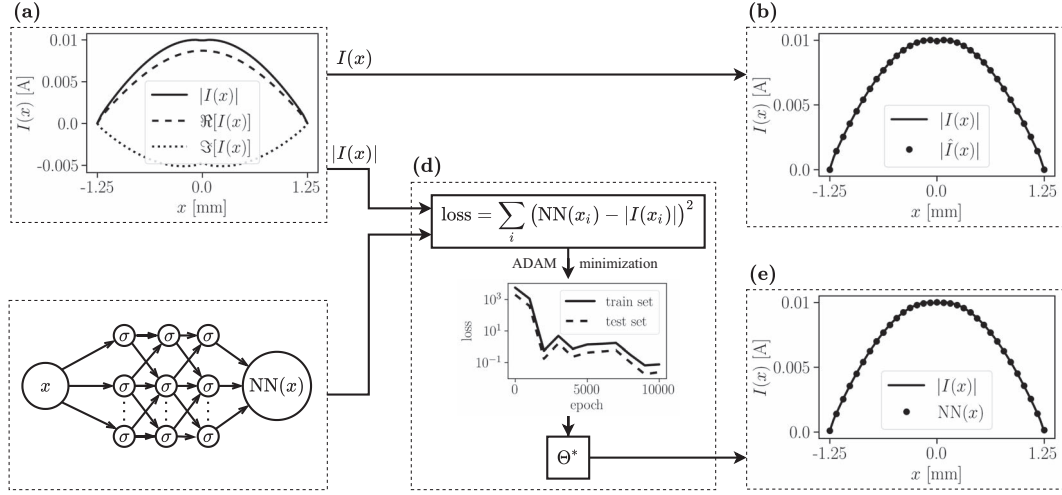 (a)
I(x) [A]
0.01
0.005
0.0
-0.005
|I(x)|
ℜ[I(x)]
ℑ[I(x)]
-1.25
0.0
1.25
x [mm]
I(x)
|I(x)|
(b)
I(x) [A]
0.01
0.005
0.0
|I(x)|
|Î(x)|
-1.25
0.0
1.25
x [mm]
x
σ σ σ
σ σ σ
σ σ σ
NN(x)
(d)
loss = ∑_i (NN(x_i) − |I(x_i)|)^2
ADAM minimization
loss
10^3
10^1
10^−1
train set
test set
0
5000
10000
epoch
Θ*
(e)
I(x) [A]
0.01
0.005
0.0
|I(x)|
NN(x)
-1.25
0.0
1.25
x [mm]